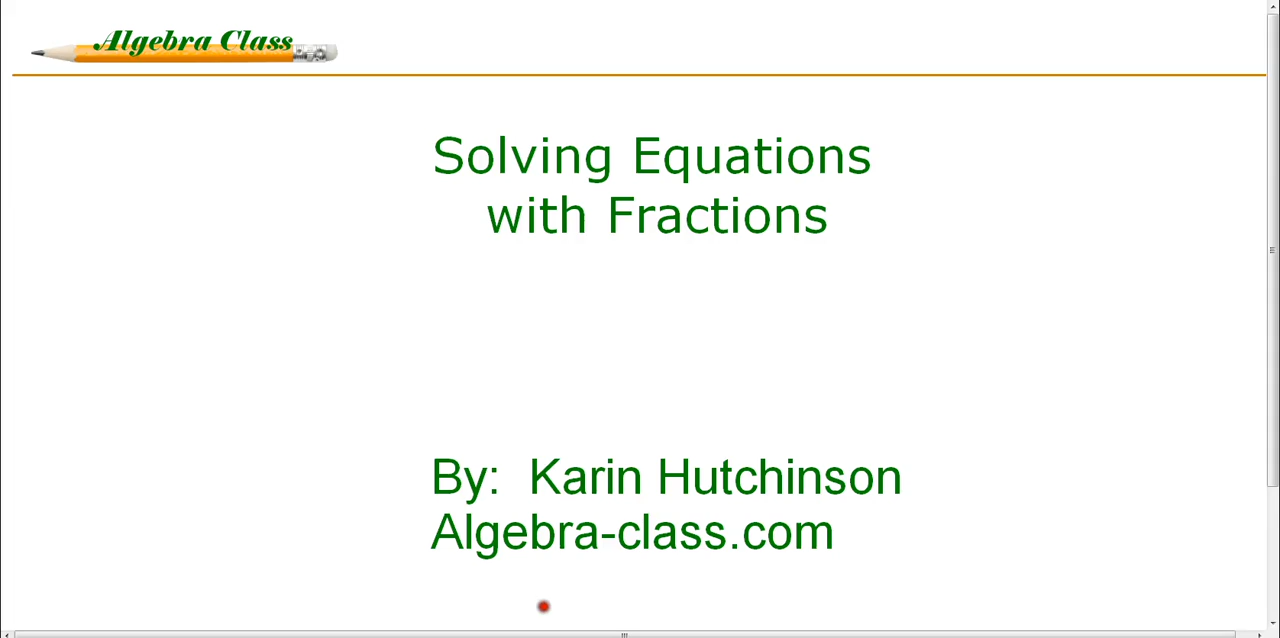 Algebra Class
Solving Equations
with Fractions
By: Karin Hutchinson
Algebra-class.com